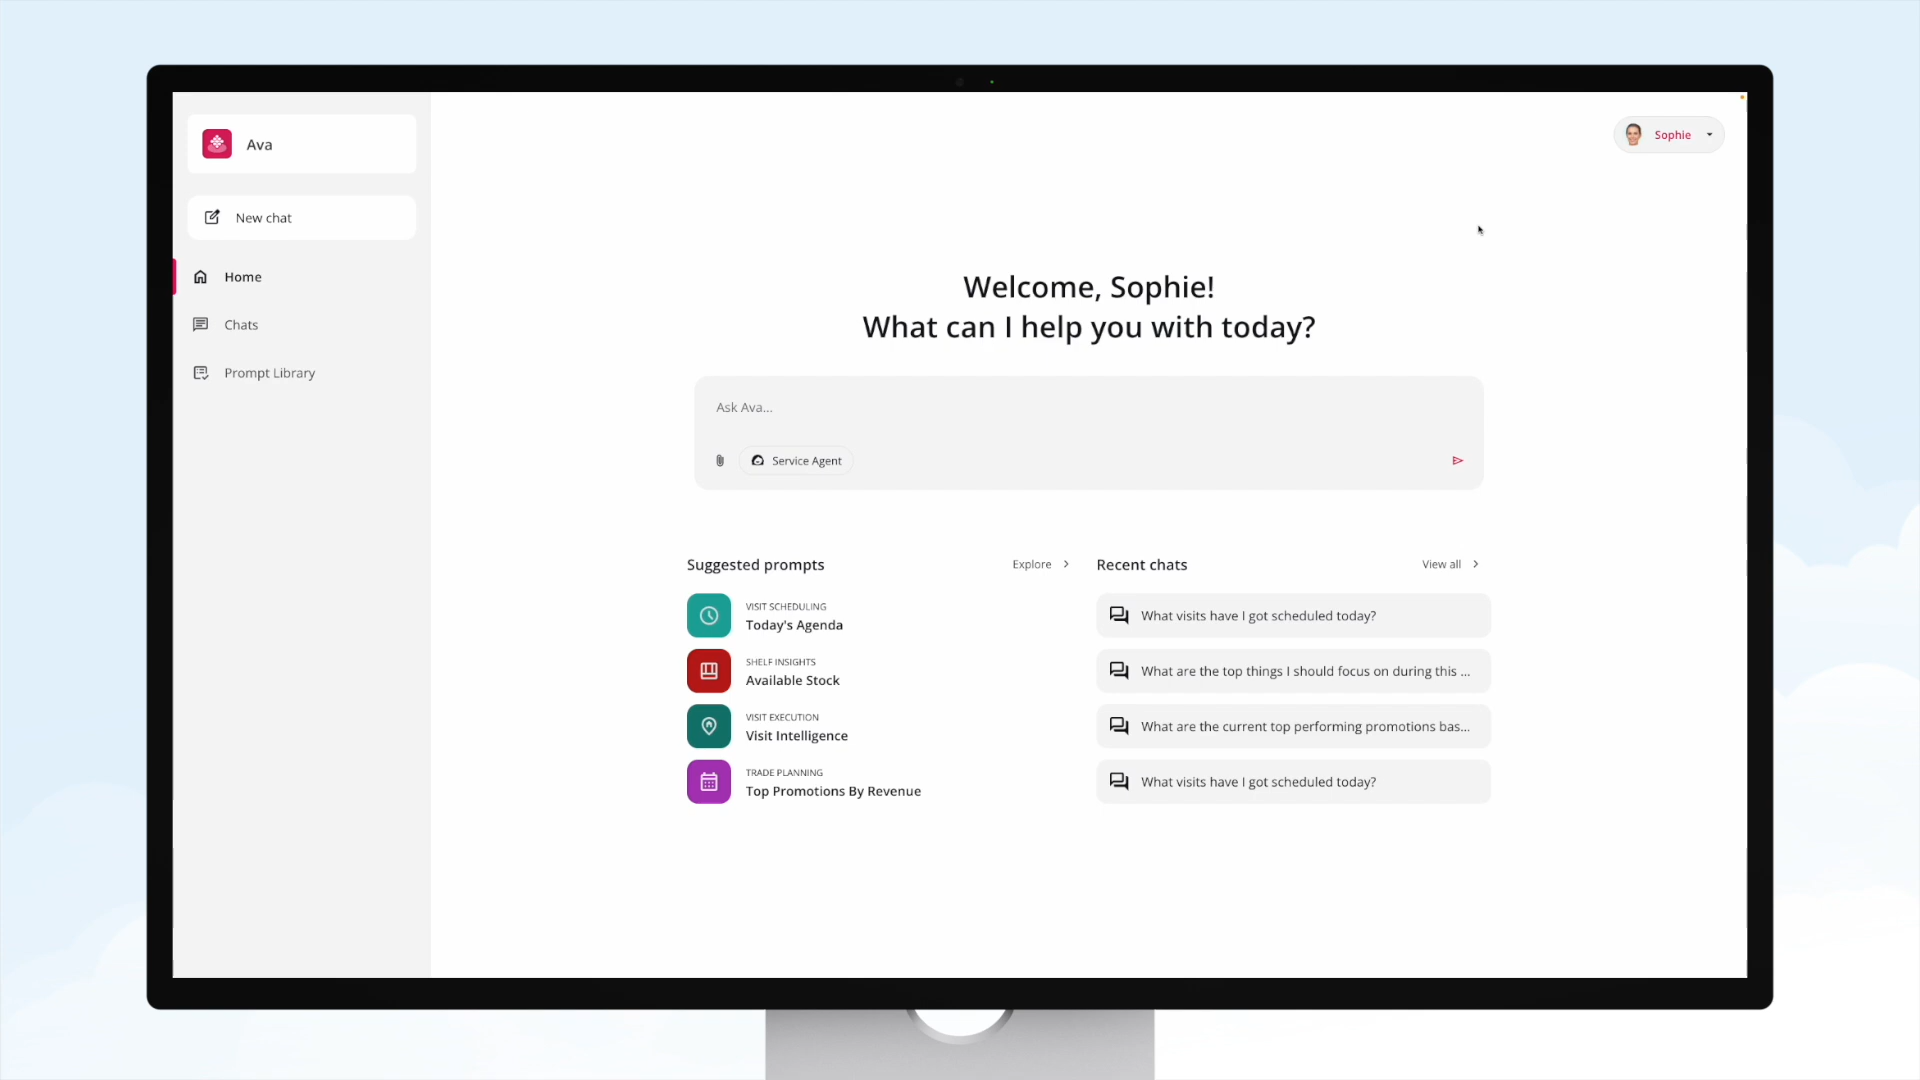 Ava
Sophie
New chat
Home
Chats
Prompt Library
Welcome, Sophie!
What can I help you with today?
Ask Ava...
Service Agent
Suggested prompts
Explore
VISIT SCHEDULING
Today's Agenda
SHELF INSIGHTS
Available Stock
VISIT EXECUTION
Visit Intelligence
TRADE PLANNING
Top Promotions By Revenue
Recent chats
View all
What visits have I got scheduled today?
What are the top things I should focus on during this ...
What are the current top performing promotions bas...
What visits have I got scheduled today?